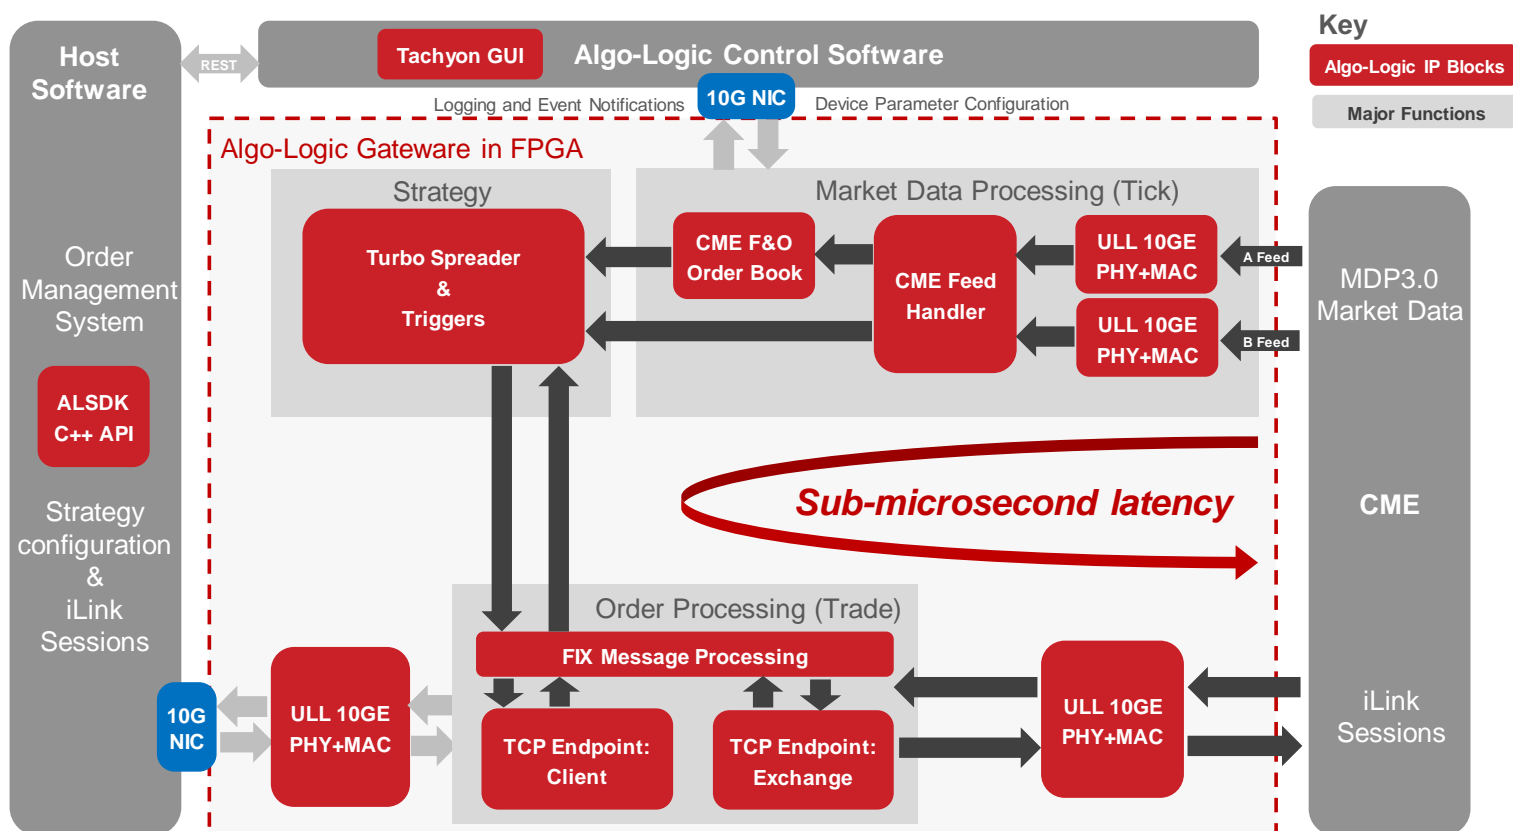 Key
Algo-Logic IP Blocks
Major Functions
Host
Software
REST
Tachyon GUI
Algo-Logic Control Software
Logging and Event Notifications
10G NIC
Device Parameter Configuration
Algo-Logic Gateware in FPGA
Strategy
Turbo Spreader
&
Triggers
Market Data Processing (Tick)
CME F&O
Order Book
CME Feed
Handler
ULL 10GE
PHY+MAC
ULL 10GE
PHY+MAC
A Feed
B Feed
MDP3.0
Market Data
CME
iLink
Sessions
Order
Management
System
ALSDK
C++ API
Strategy
configuration
&
iLink
Sessions
Sub-microsecond latency
Order Processing (Trade)
FIX Message Processing
TCP Endpoint:
Client
TCP Endpoint:
Exchange
10G
NIC
ULL 10GE
PHY+MAC
ULL 10GE
PHY+MAC